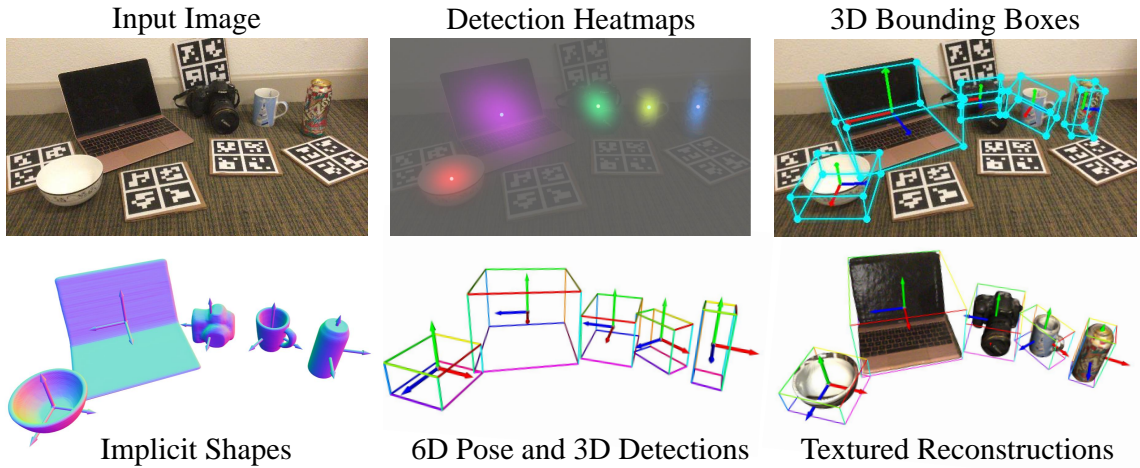 Input Image
Detection Heatmaps
3D Bounding Boxes
Implicit Shapes
6D Pose and 3D Detections
Textured Reconstructions